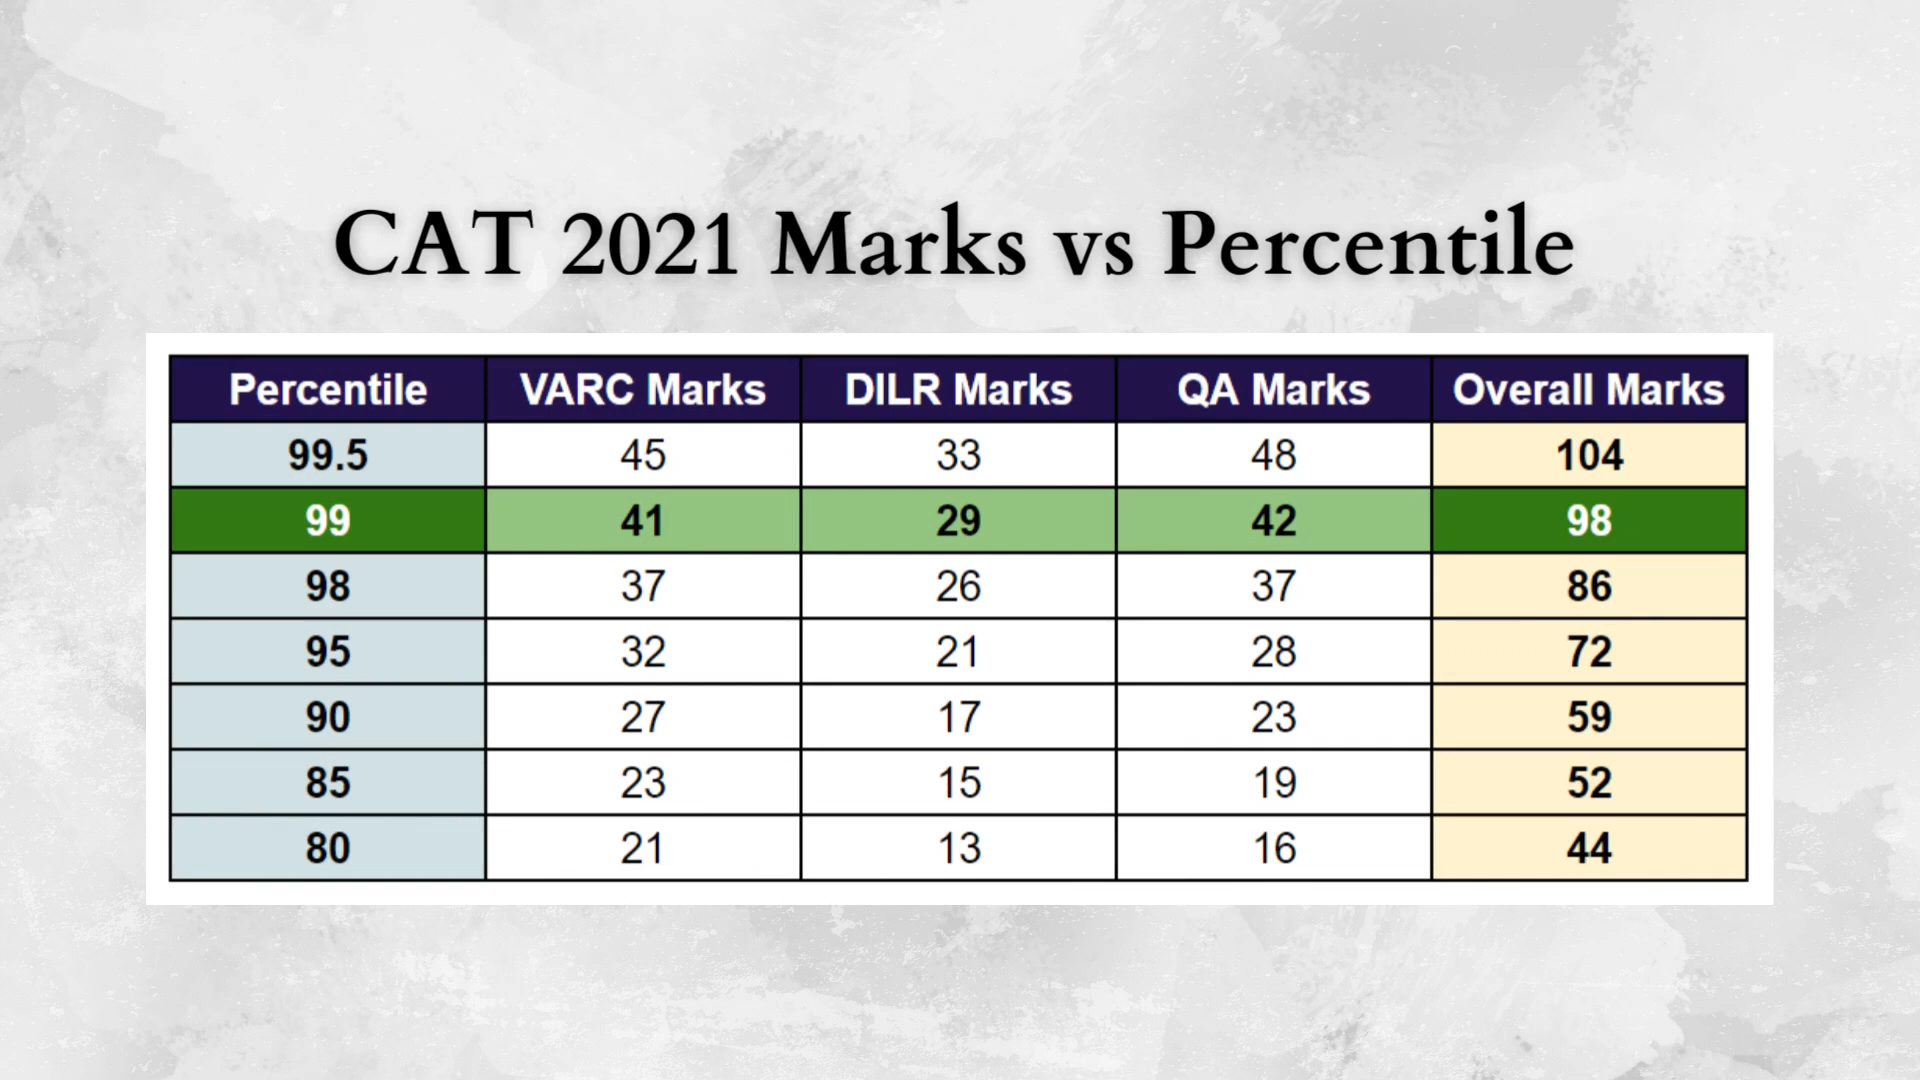 CAT 2021 Marks vs Percentile
Percentile VARC Marks DILR Marks QA Marks Overall Marks
99.5 45 33 48 104
99 41 29 42 98
98 37 26 37 86
95 32 21 28 72
90 27 17 23 59
85 23 15 19 52
80 21 13 16 44